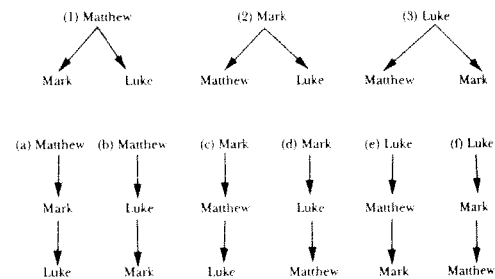 (1) Matthew (2) Mark (3) Luke
Mark Luke Matthew Luke Matthew Mark
(a) Matthew (b) Matthew (c) Mark (d) Mark (e) Luke (f) Luke
Mark Luke Matthew Luke Matthew Mark
Luke Mark Luke Matthew Mark Matthew